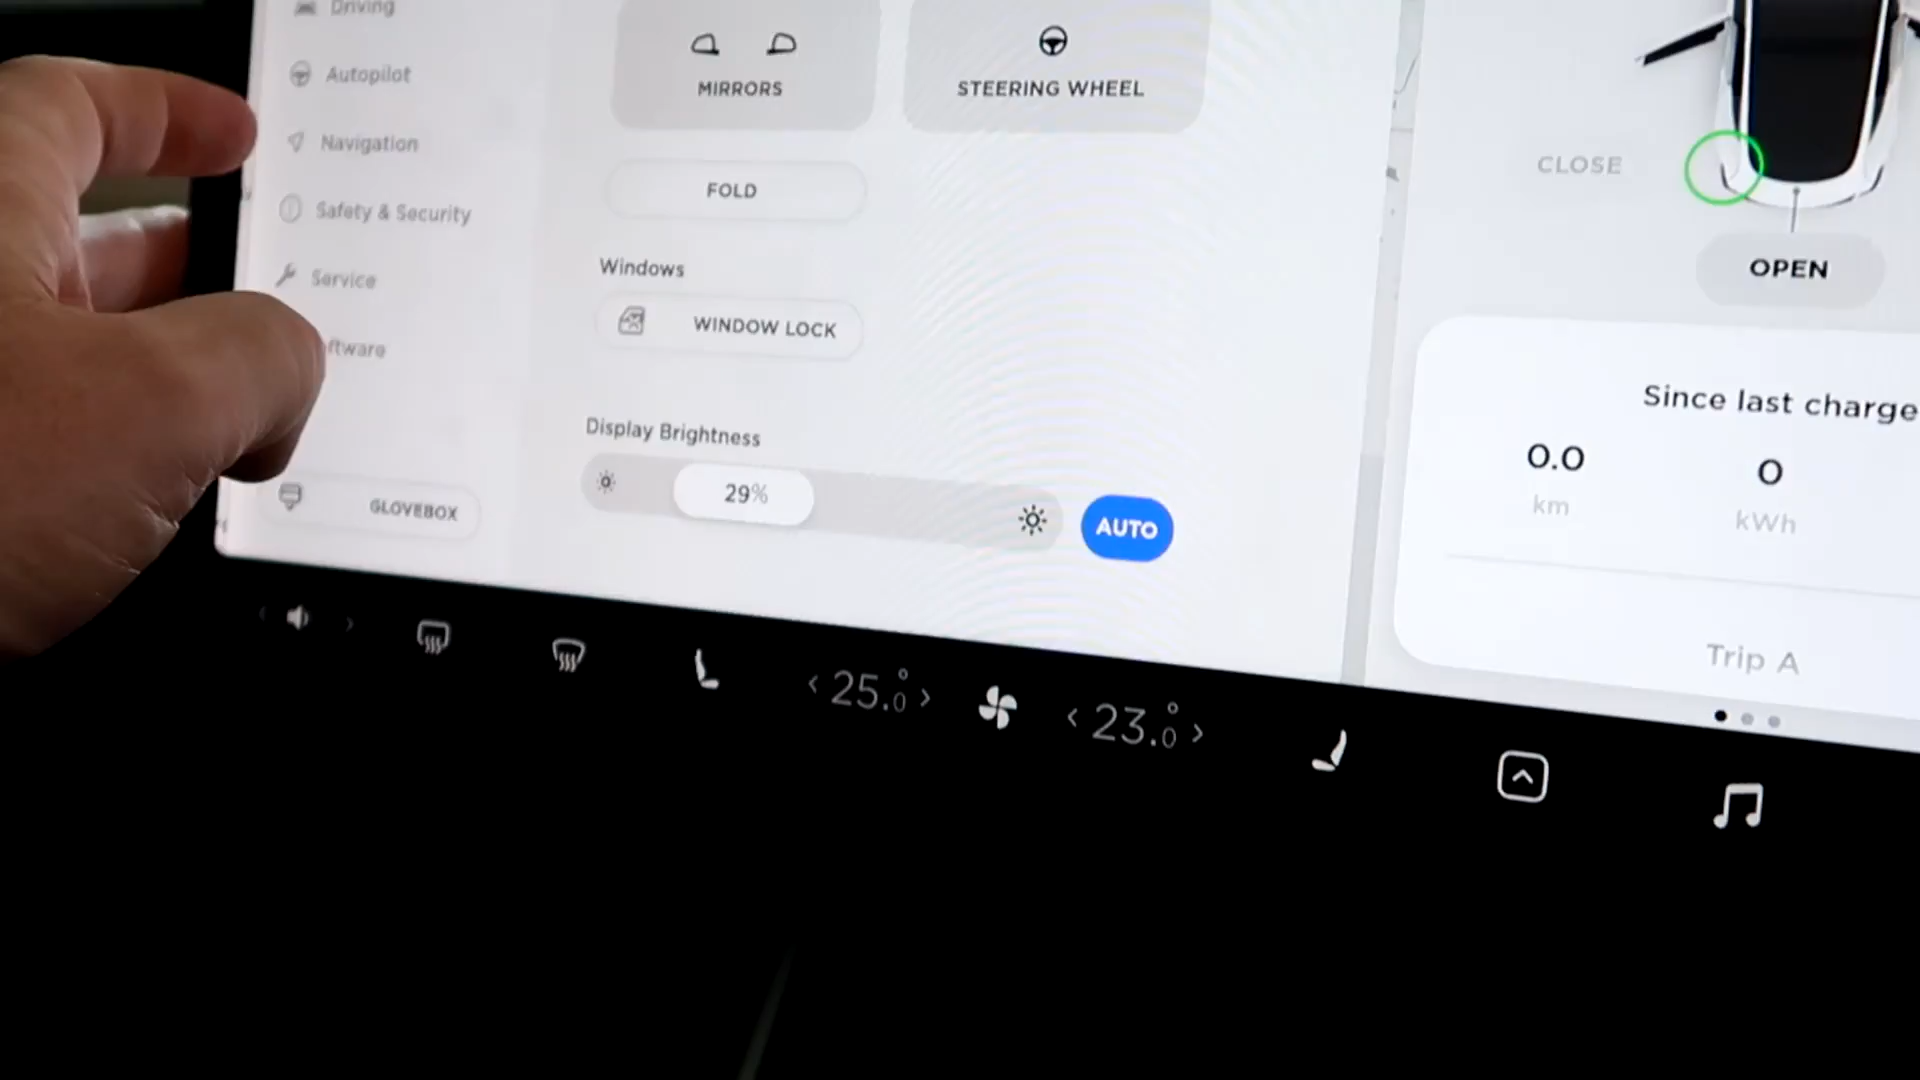 Driving
Autopilot
Navigation
Safety & Security
Service
ftware
GLOVEBOX
MIRRORS
STEERING WHEEL
FOLD
Windows
WINDOW LOCK
Display Brightness
29%
AUTO
CLOSE
OPEN
Since last charge
0.0
km
0
kWh
Trip A
25.0°
23.0°